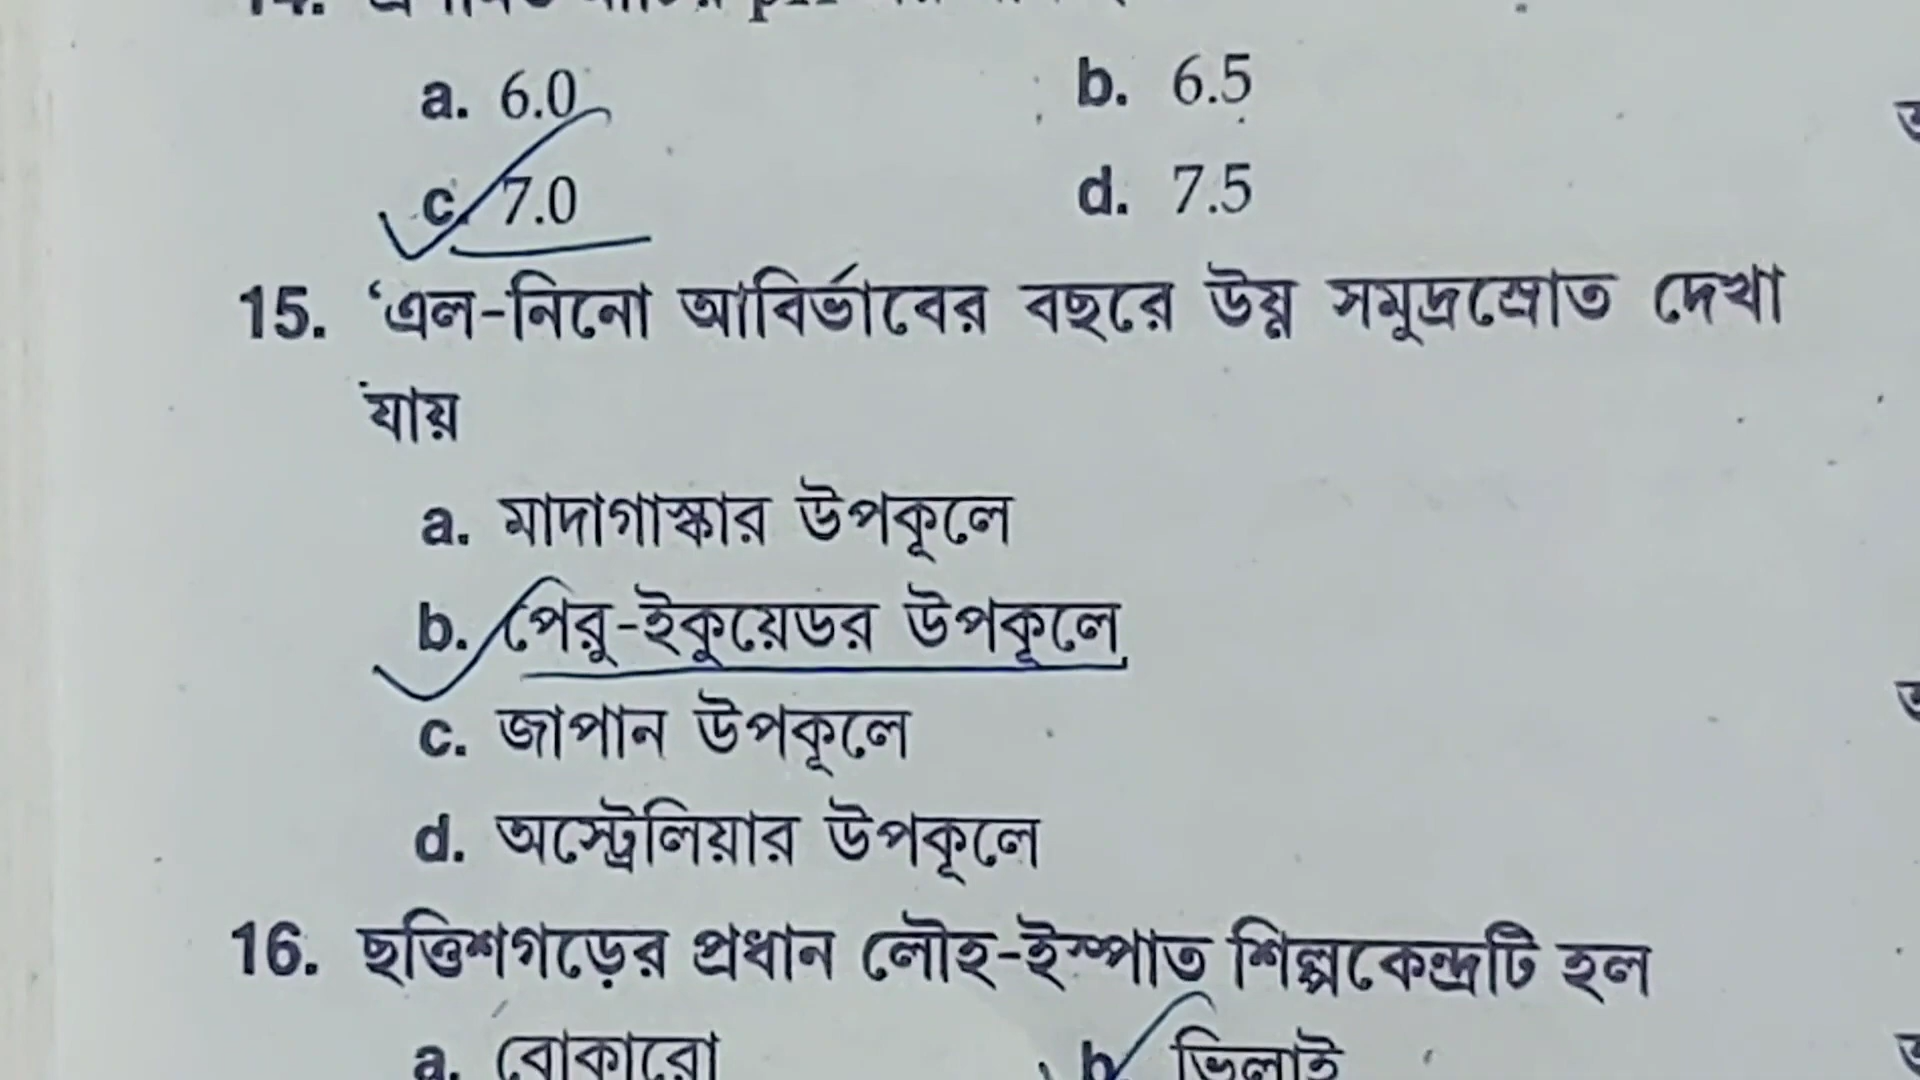 a. 6.0
b. 6.5
c. 7.0
d. 7.5
15. ‘এল-নিনো আবির্ভাবের বছরে উষ্ণ সমুদ্রস্রোত দেখা
যায়
a. মাদাগাস্কার উপকূলে
b. পেরু-ইকুয়েডর উপকূলে
c. জাপান উপকূলে
d. অস্ট্রেলিয়ার উপকূলে
16. ছত্তিশগড়ের প্রধান লৌহ-ইস্পাত শিল্পকেন্দ্রটি হল
a. বোকারো
b. ভিলাই